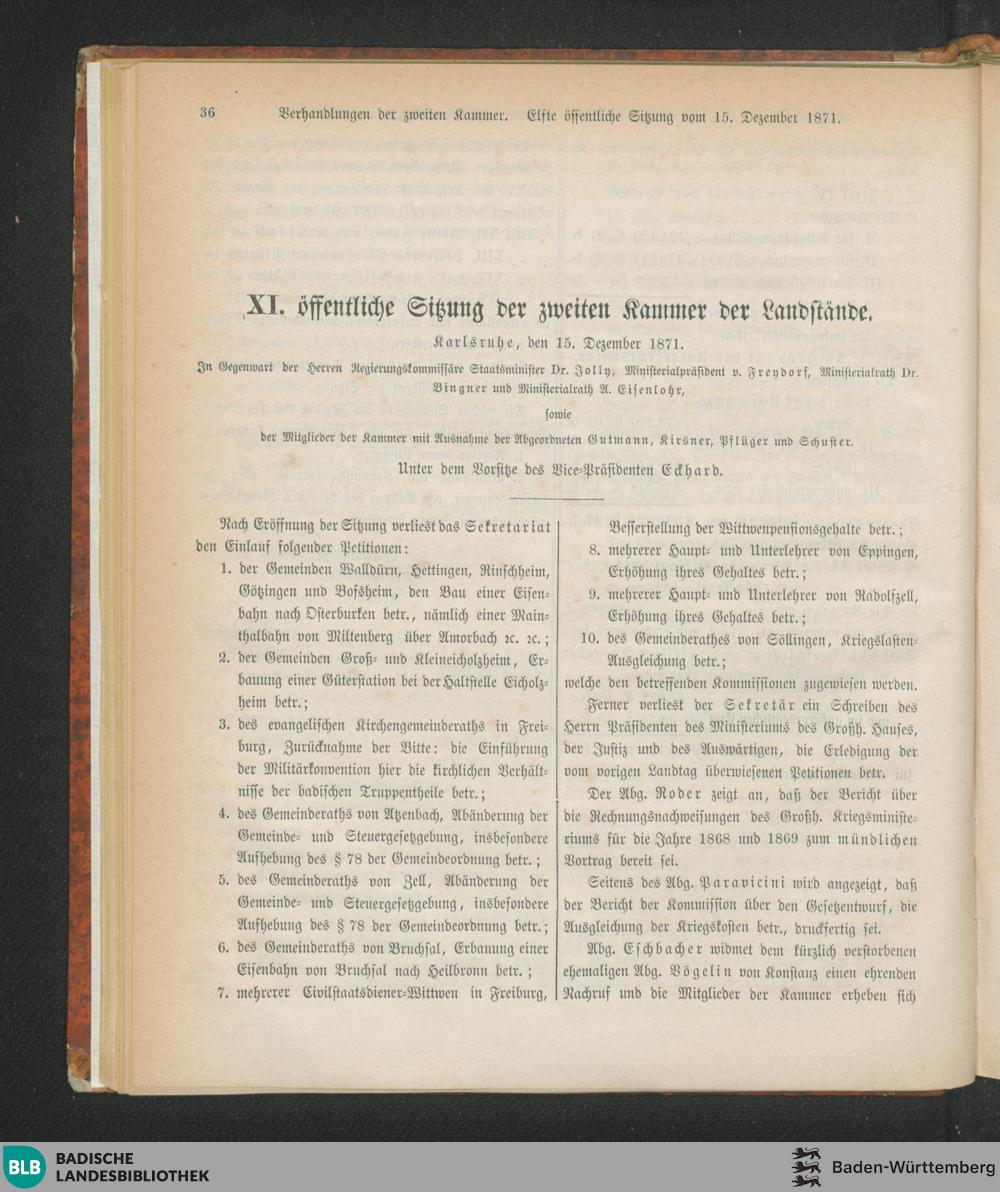 36 Verhandlungen der zweiten Kammer. Elfte öffentliche Sitzung vom 15. Dezember 1871.
XI. öffentliche Sitzung der zweiten Kammer der Landstände.
Karlsruhe, den 15. Dezember 1871.
In Gegenwart der Herren Regierungskommissäre Staatsminister Dr. Jolly, Ministerialpräsident v. Freydorf, Ministerialrath Dr.
Bingner und Ministerialrath A. Eisenlohr,
sowie
der Mitglieder der Kammer mit Ausnahme der Abgeordneten Gutmann, Kirsner, Pflüger und Schuster.
Unter dem Vorsitze des Vice-Präsidenten Eckhard.
Nach Eröffnung der Sitzung verliest das Sekretariat
den Einlauf folgender Petitionen:
1. der Gemeinden Walldürn, Hettingen, Rinschheim,
Götzingen und Bofsheim, den Bau einer Eisen-
bahn nach Osterburken betr., nämlich einer Main-
thalbahn von Miltenberg über Amorbach ꝛc. ꝛc.;
2. der Gemeinden Groß- und Kleineicholzheim, Er-
bauung einer Güterstation bei der Haltstelle Eicholz-
heim betr.;
3. des evangelischen Kirchengemeinderaths in Frei-
burg, Zurücknahme der Bitte: die Einführung
der Militärkonvention hier die kirchlichen Verhält-
nisse der badischen Truppentheile betr.;
4. des Gemeinderaths von Atzenbach, Abänderung der
Gemeinde- und Steuergesetzgebung, insbesondere
Aufhebung des § 78 der Gemeindeordnung betr.;
5. des Gemeinderaths von Zell, Abänderung der
Gemeinde- und Steuergesetzgebung, insbesondere
Aufhebung des § 78 der Gemeindeordnung betr.;
6. des Gemeinderaths von Bruchsal, Erbauung einer
Eisenbahn von Bruchsal nach Heilbronn betr.;
7. mehrerer Civilstaatsdiener-Wittwen in Freiburg,
Besserstellung der Wittwenpensionsgehalte betr.;
8. mehrerer Haupt- und Unterlehrer von Eppingen,
Erhöhung ihres Gehaltes betr.;
9. mehrerer Haupt- und Unterlehrer von Radolfzell,
Erhöhung ihres Gehaltes betr.;
10. des Gemeinderathes von Söllingen, Kriegslasten-
Ausgleichung betr.;
welche den betreffenden Kommissionen zugewiesen werden.
Ferner verliest der Sekretär ein Schreiben des
Herrn Präsidenten des Ministeriums des Großh. Hauses,
der Justiz und des Auswärtigen, die Erledigung der
vom vorigen Landtag überwiesenen Petitionen betr.
Der Abg. Roder zeigt an, daß der Bericht über
die Rechnungsnachweisungen des Großh. Kriegsministe-
riums für die Jahre 1868 und 1869 zum mündlichen
Vortrag bereit sei.
Seitens des Abg. Paravicini wird angezeigt, daß
der Bericht der Kommission über den Gesetzentwurf, die
Ausgleichung der Kriegskosten betr., druckfertig sei.
Abg. Eschbacher widmet dem kürzlich verstorbenen
ehemaligen Abg. Vögelin von Konstanz einen ehrenden
Nachruf und die Mitglieder der Kammer erheben sich
BLB BADISCHE
LANDESBIBLIOTHEK
Baden-Württemberg